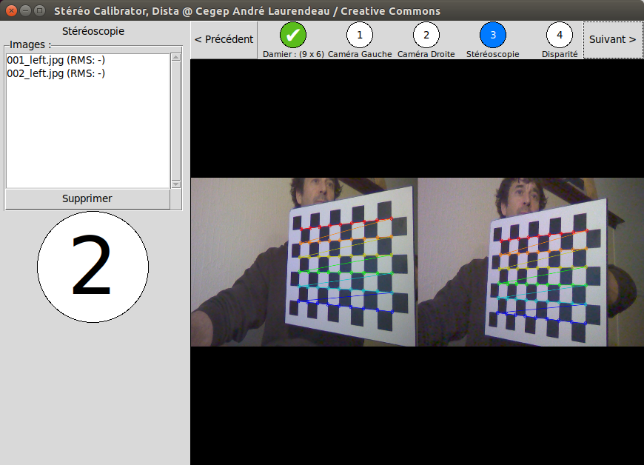 Stéréo Calibrator, Dista @ Cegep André Laurendeau / Creative Commons
Stéréoscopie
Images :
001_left.jpg (RMS: -)
002_left.jpg (RMS: -)
Supprimer
2
< Précédent
Damier : (9 x 6)
1
Caméra Gauche
2
Caméra Droite
3
Stéréoscopie
4
Disparité
Suivant >